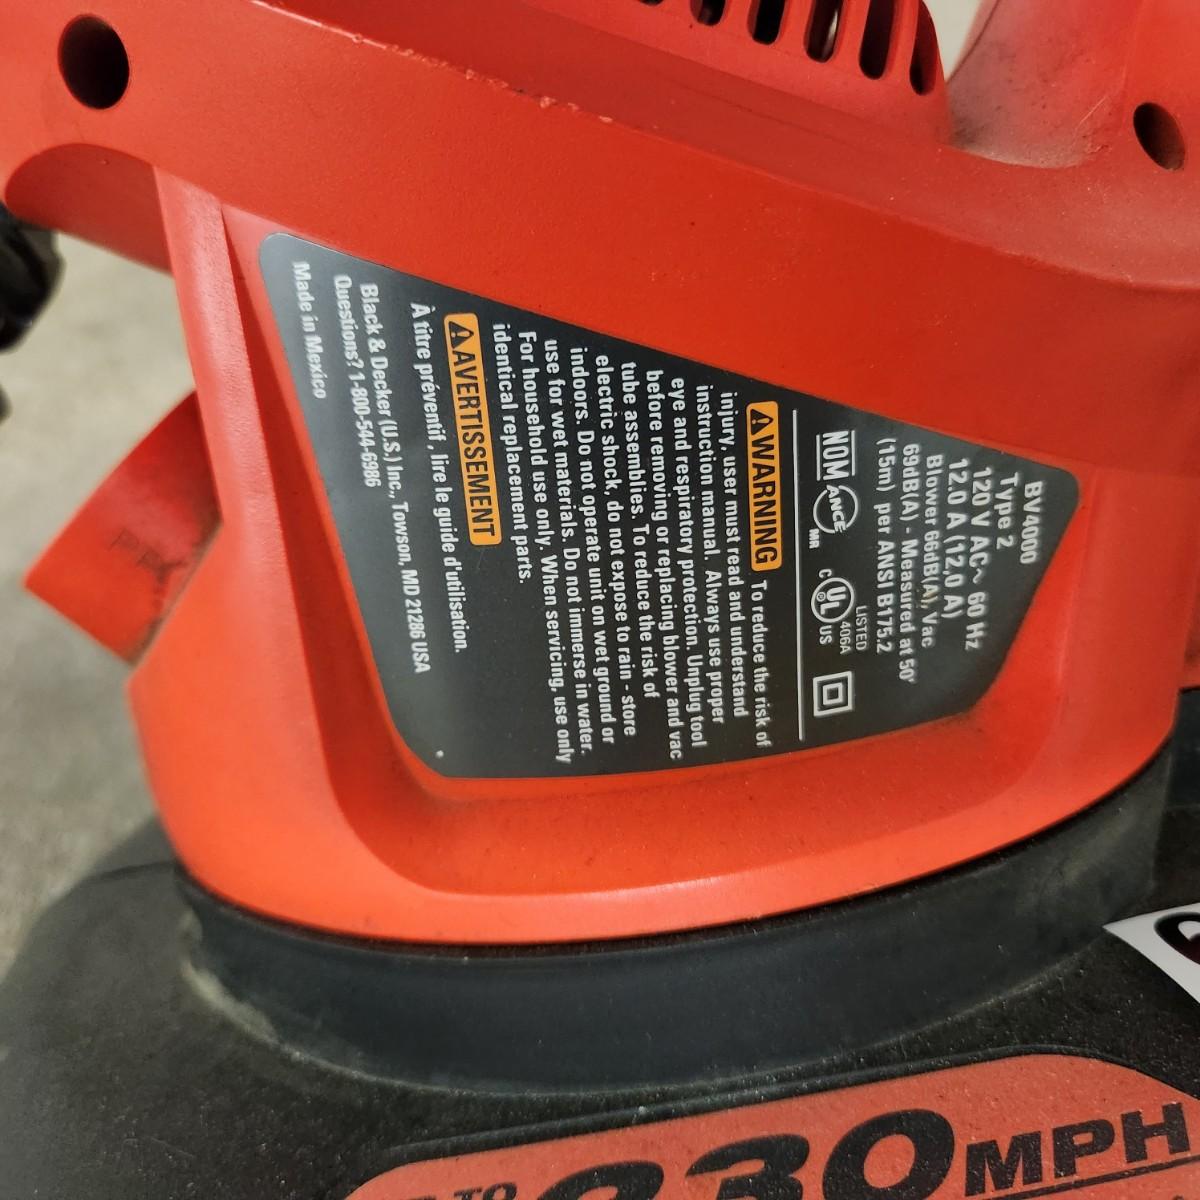 BV4000
Type 2
120 V AC~ 60 Hz
12.0 A (12,0 A)
Blower 66dB(A), Vac
69dB(A) - Measured at 50'
(15m) per ANSI B175.2
NOM ANCE MR
LISTED
406A
C UL US
⚠WARNING To reduce the risk of
injury, user must read and understand
instruction manual. Always use proper
eye and respiratory protection. Unplug tool
before removing or replacing blower and vac
tube assemblies. To reduce the risk of
electric shock, do not expose to rain - store
indoors. Do not operate unit on wet ground or
use for wet materials. Do not immerse in water.
For household use only. When servicing, use only
identical replacement parts.
⚠AVERTISSEMENT
À titre préventif , lire le guide d'utilisation.
Black & Decker (U.S.) Inc., Towson, MD 21286 USA
Questions? 1-800-544-6986
Made in Mexico
TO 230 MPH